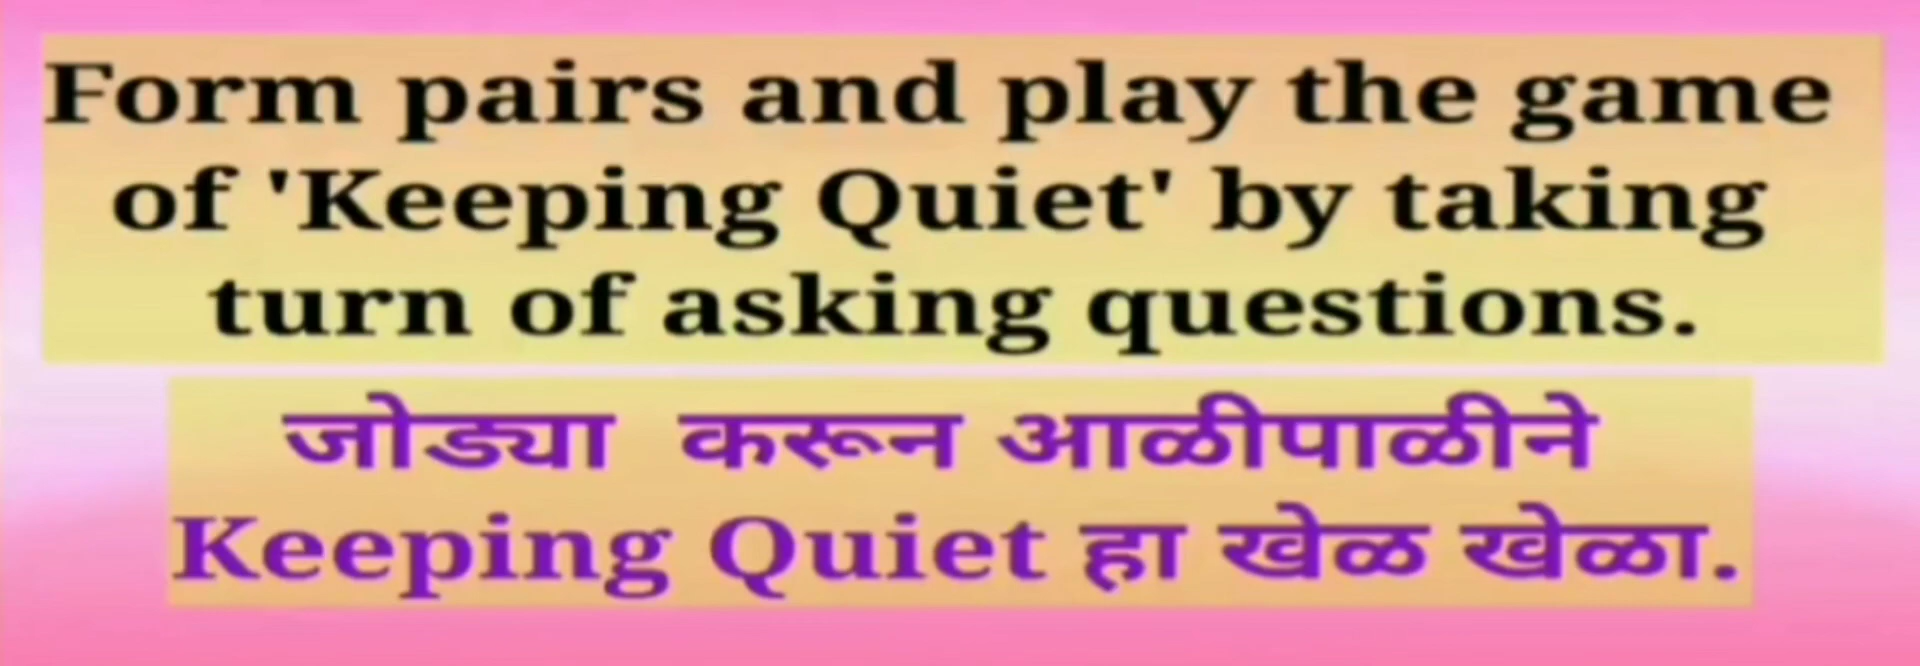 Form pairs and play the game
of 'Keeping Quiet' by taking
turn of asking questions.
जोड्या करून आळीपाळीने
Keeping Quiet हा खेळ खेळा.